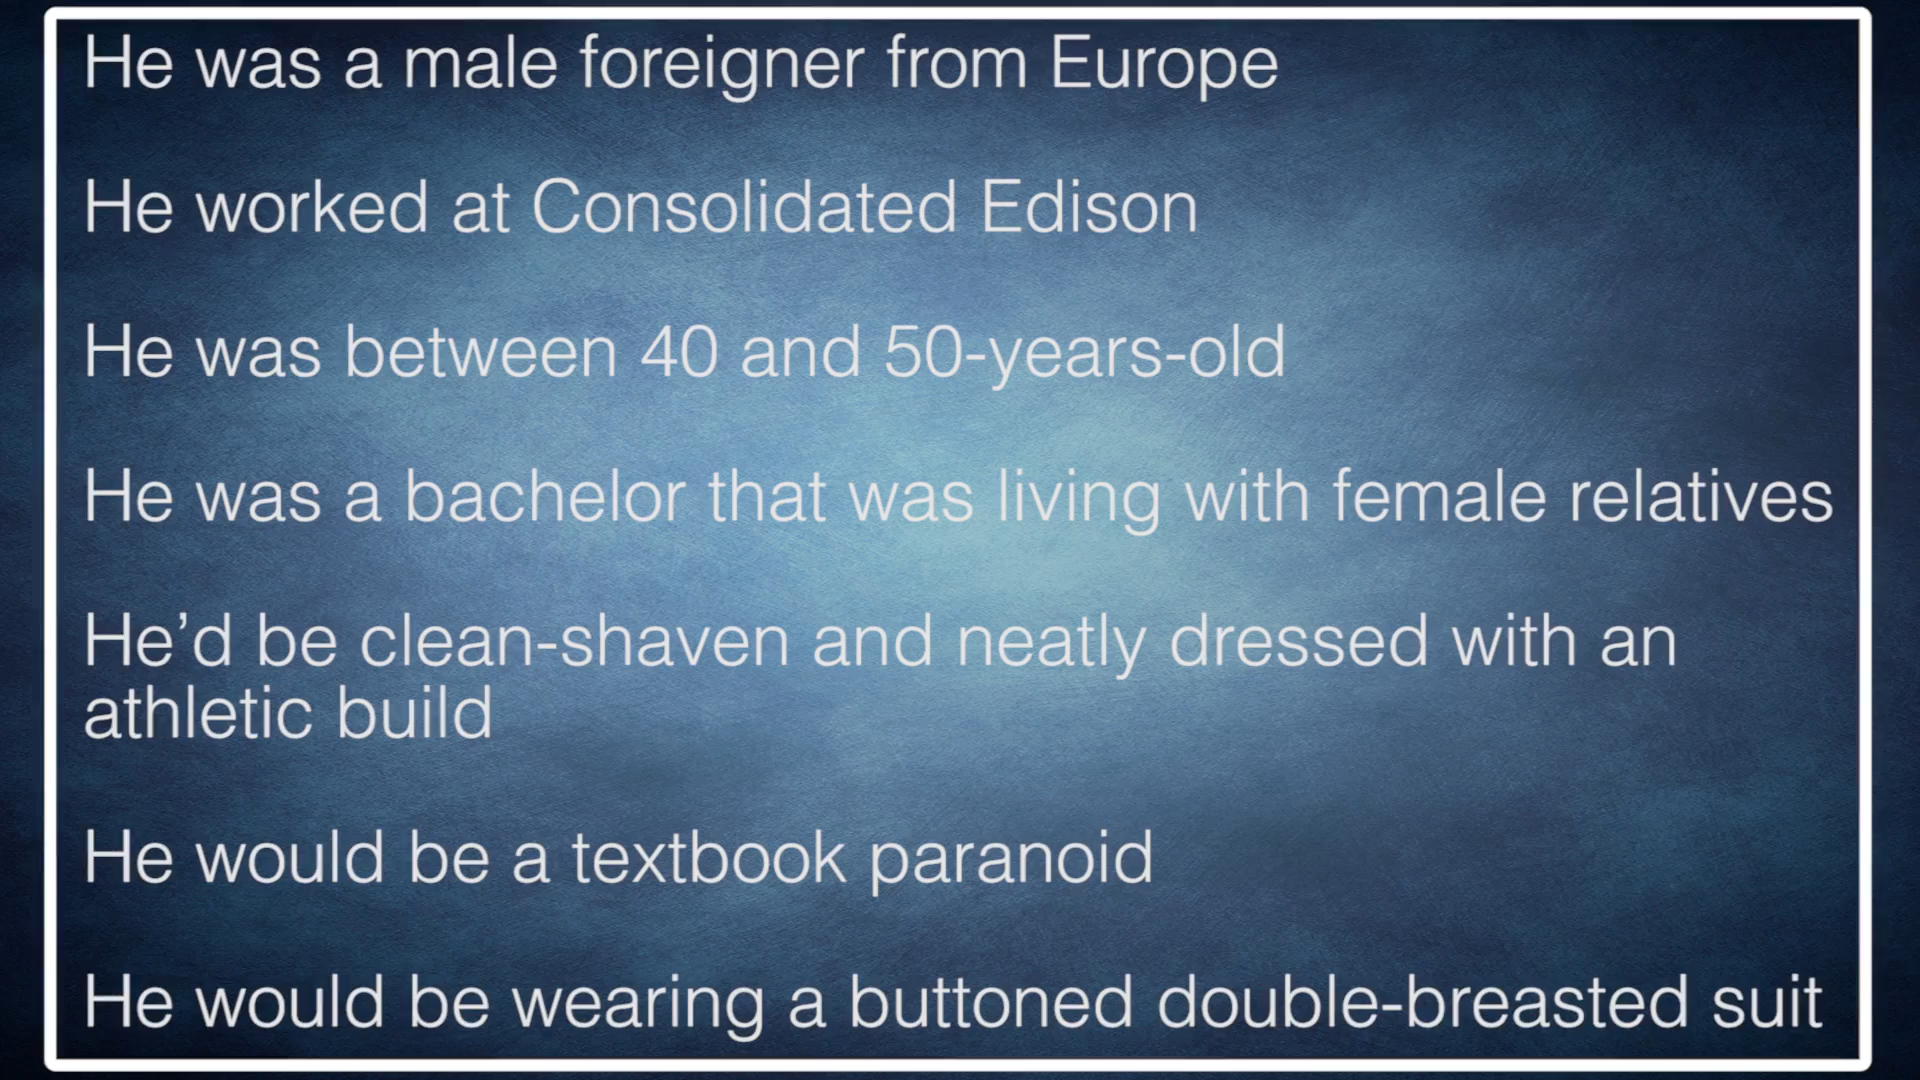 He was a male foreigner from Europe
He worked at Consolidated Edison
He was between 40 and 50-years-old
He was a bachelor that was living with female relatives
He’d be clean-shaven and neatly dressed with an
athletic build
He would be a textbook paranoid
He would be wearing a buttoned double-breasted suit